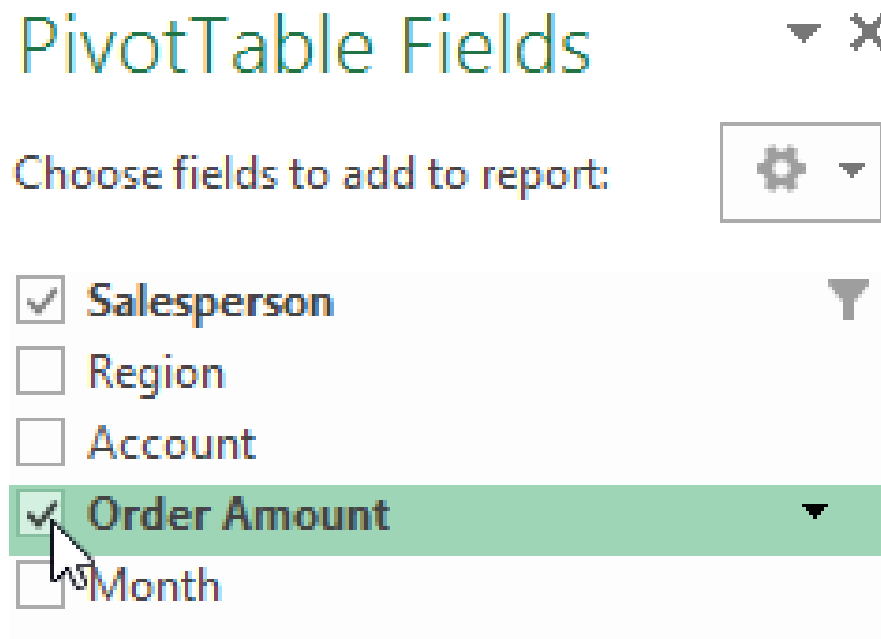 PivotTable Fields
Choose fields to add to report:
Salesperson
Region
Account
Order Amount
Month